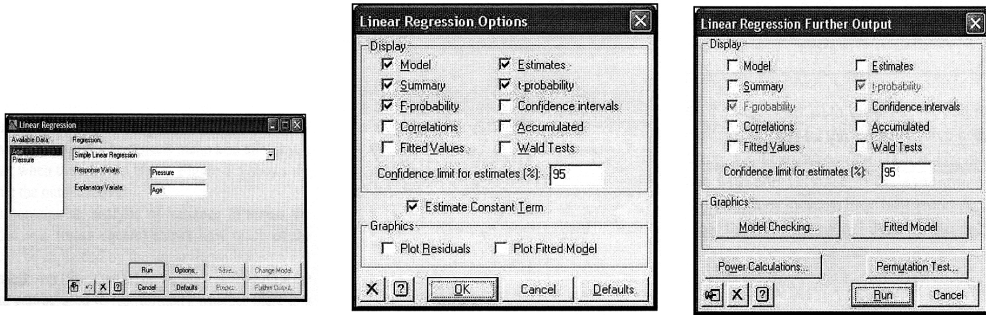 Linear Regression
Available Data:
Age
Pressure
Regression:
Simple Linear Regression
Response Variate:
Pressure
Explanatory Variate:
Age
Run
Options...
Save...
Change Model...
Cancel
Defaults
Predict...
Further Output...
Linear Regression Options
Display
Model
Estimates
Summary
t-probability
F-probability
Confidence intervals
Correlations
Accumulated
Fitted Values
Wald Tests
Confidence limit for estimates (%):
95
Estimate Constant Term
Graphics
Plot Residuals
Plot Fitted Model
OK
Cancel
Defaults
Linear Regression Further Output
Display
Model
Estimates
Summary
t-probability
F-probability
Confidence intervals
Correlations
Accumulated
Fitted Values
Wald Tests
Confidence limit for estimates (%):
95
Graphics
Model Checking...
Fitted Model
Power Calculations...
Permutation Test...
Run
Cancel